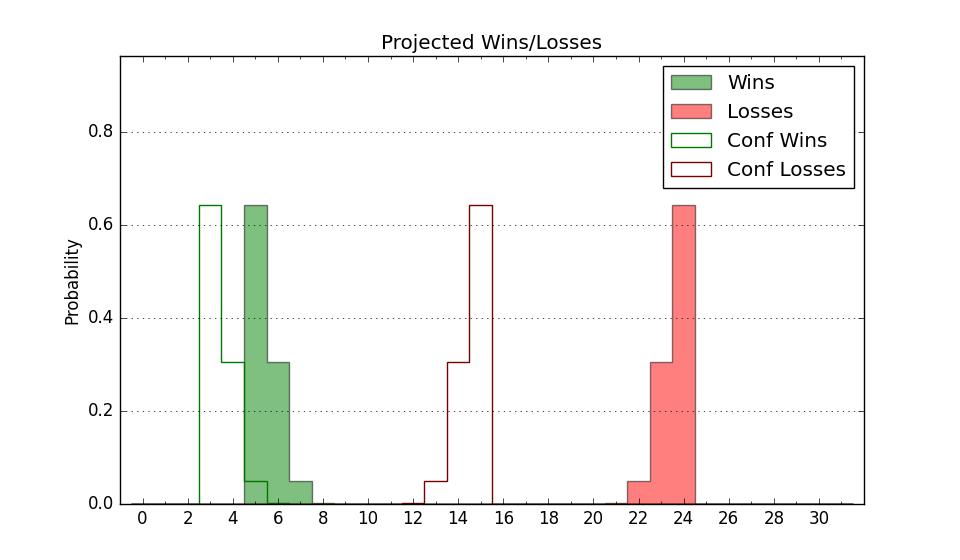 Projected Wins/Losses
Wins
Losses
Conf Wins
Conf Losses
Probability
0.8
0.6
0.4
0.2
0.0
0 2 4 6 8 10 12 14 16 18 20 22 24 26 28 30